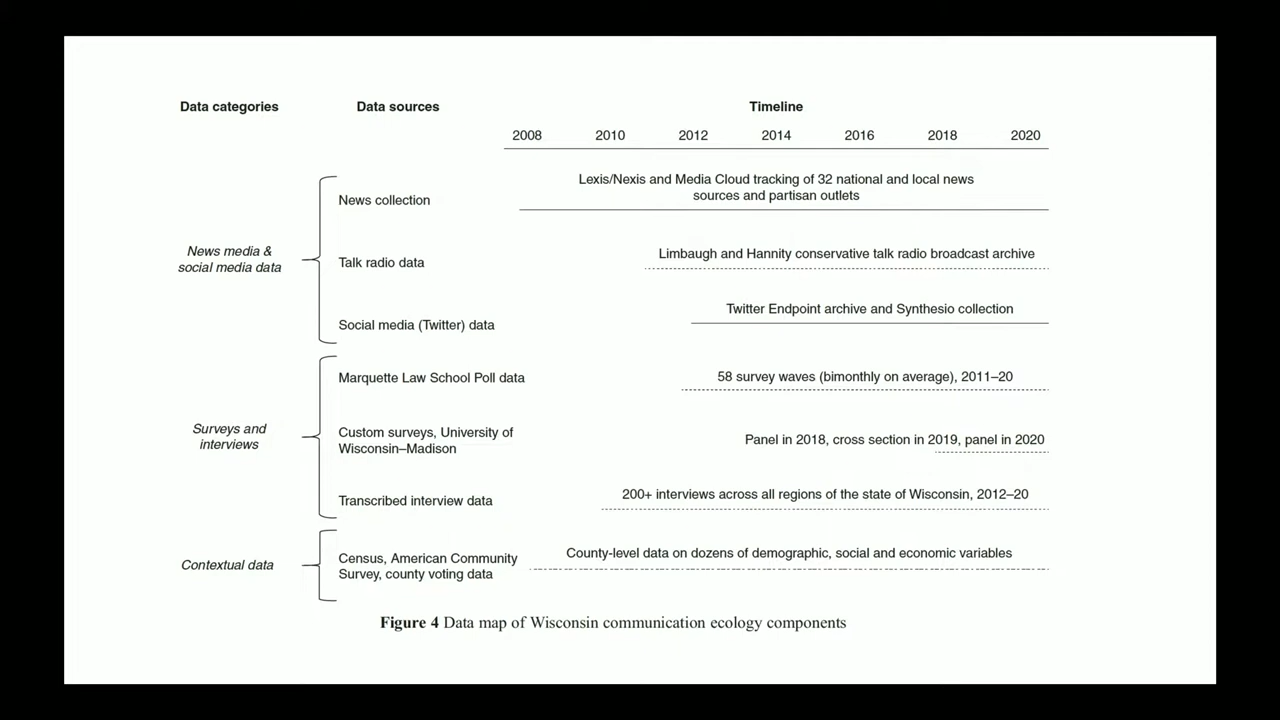 Data categories Data sources Timeline
2008 2010 2012 2014 2016 2018 2020
News media &
social media data
News collection
Lexis/Nexis and Media Cloud tracking of 32 national and local news
sources and partisan outlets
Talk radio data
Limbaugh and Hannity conservative talk radio broadcast archive
Social media (Twitter) data
Twitter Endpoint archive and Synthesio collection
Surveys and
interviews
Marquette Law School Poll data
58 survey waves (bimonthly on average), 2011–20
Custom surveys, University of
Wisconsin–Madison
Panel in 2018, cross section in 2019, panel in 2020
Transcribed interview data
200+ interviews across all regions of the state of Wisconsin, 2012–20
Contextual data
Census, American Community
Survey, county voting data
County-level data on dozens of demographic, social and economic variables
Figure 4 Data map of Wisconsin communication ecology components